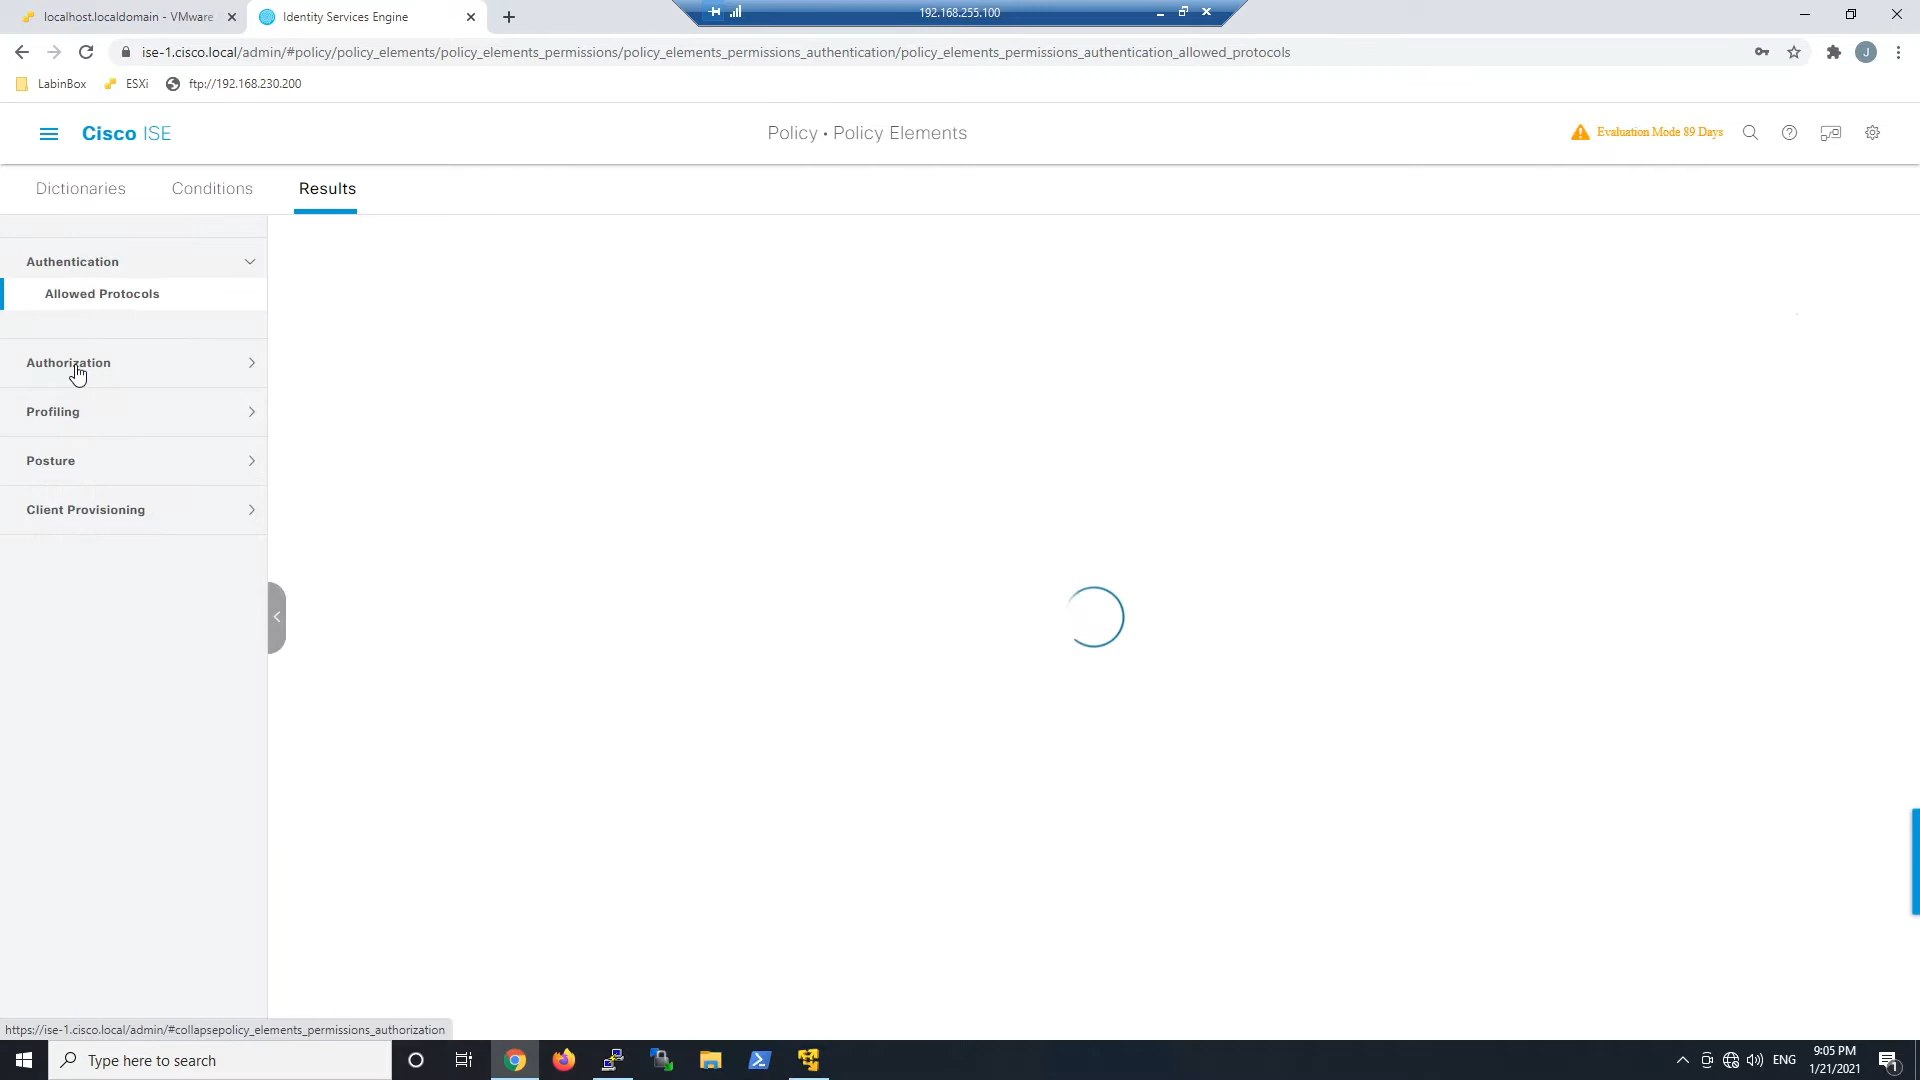 localhost.localdomain - VMware
Identity Services Engine
192.168.255.100
ise-1.cisco.local/admin/#policy/policy_elements/policy_elements_permissions/policy_elements_permissions_authentication/policy_elements_permissions_authentication_allowed_protocols
J
LabinBox
ESXi
ftp://192.168.230.200
Cisco ISE
Policy • Policy Elements
Evaluation Mode 89 Days
Dictionaries
Conditions
Results
Authentication
Allowed Protocols
Authorization
Profiling
Posture
Client Provisioning
https://ise-1.cisco.local/admin/#collapsepolicy_elements_permissions_authorization
Type here to search
ENG
9:05 PM
1/21/2021
1